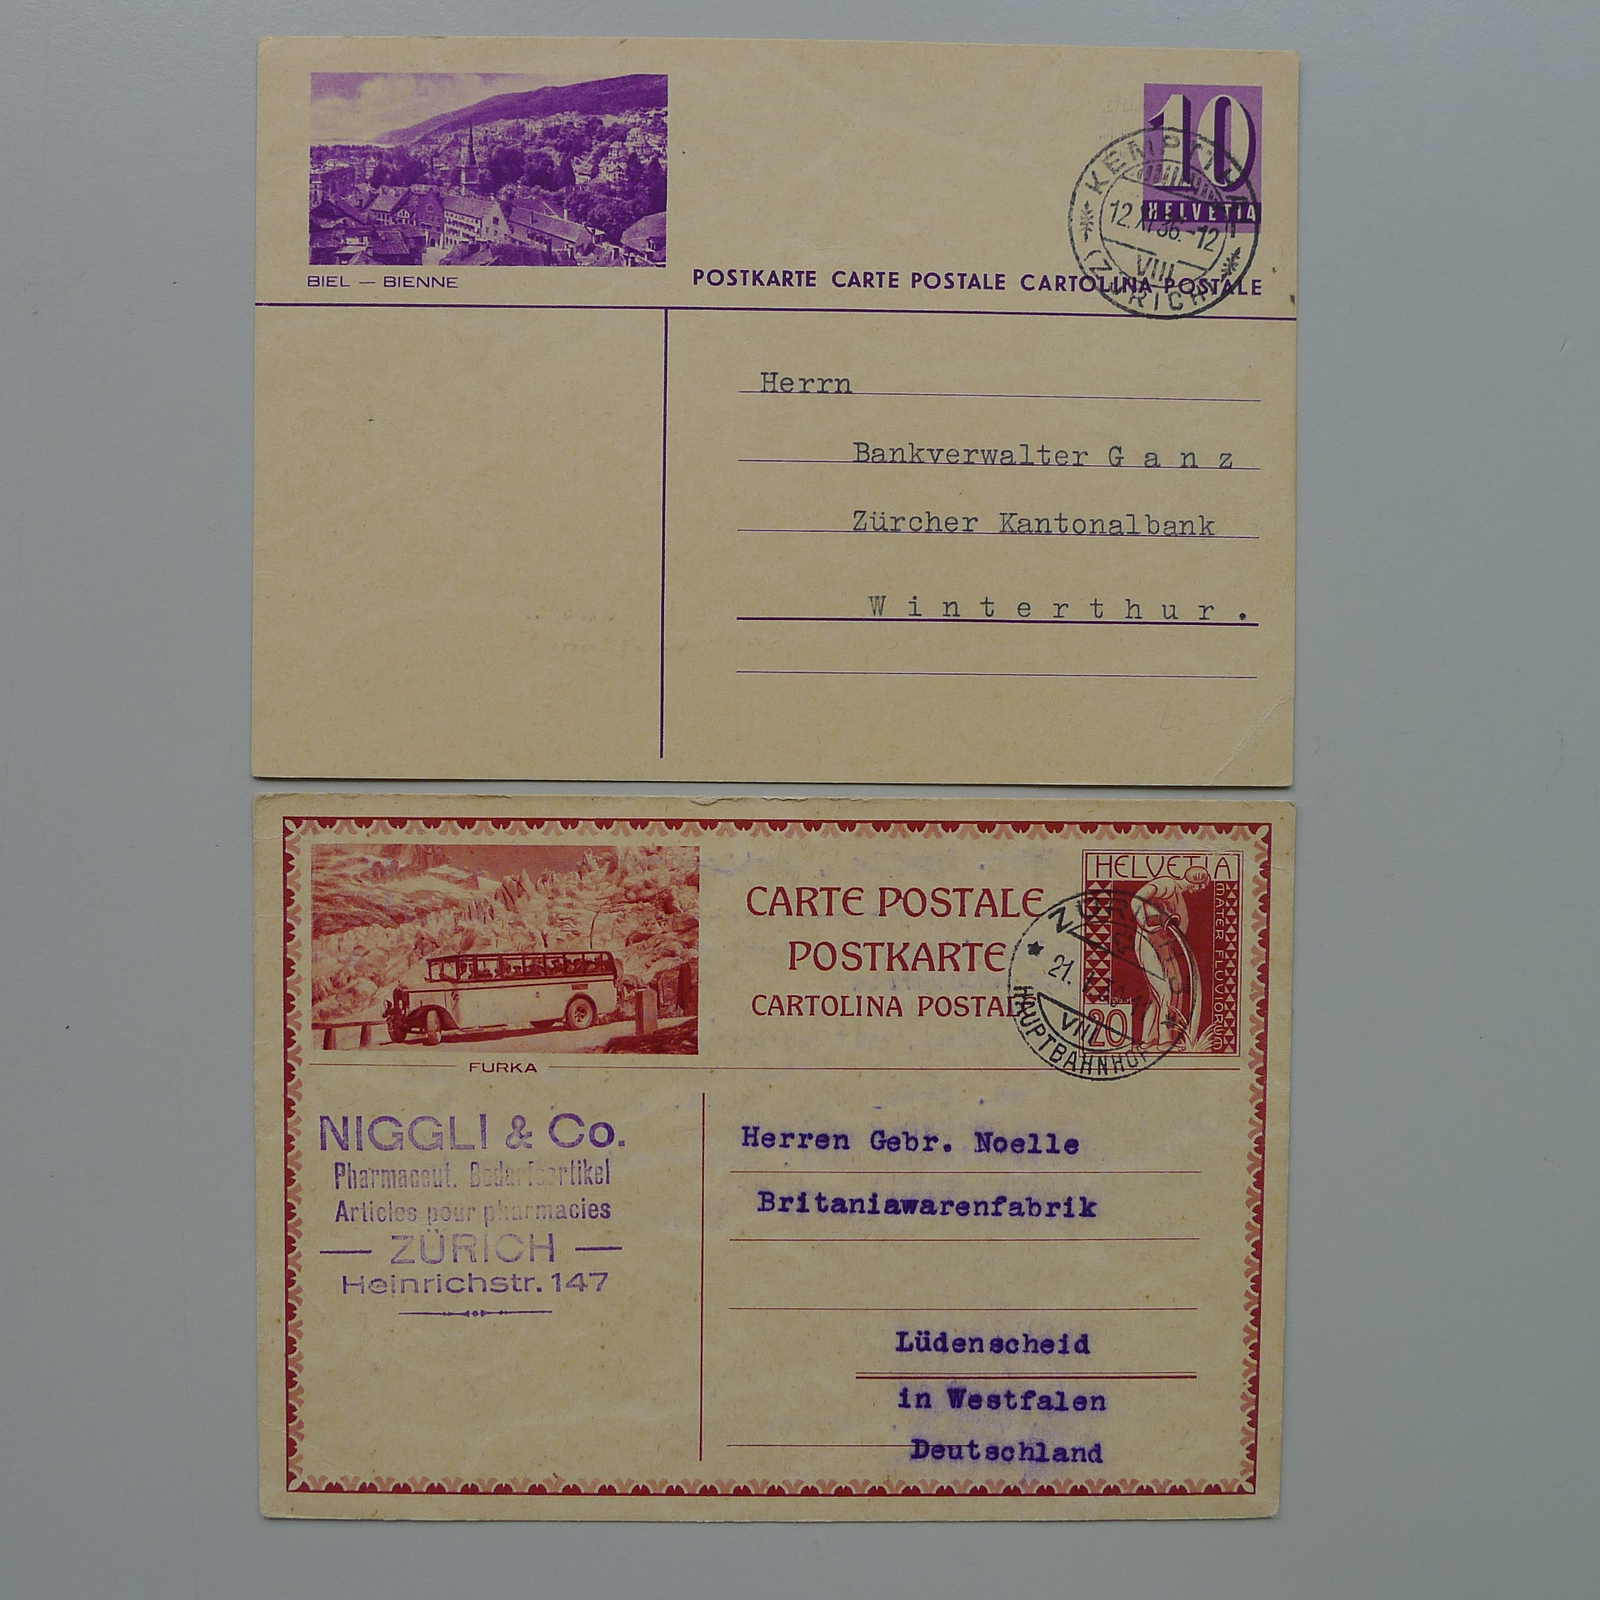 10
HELVETIA
12.XI.36.-12
VIII
(ZÜRICH)
BIEL — BIENNE
POSTKARTE CARTE POSTALE CARTOLINA POSTALE
Herrn
Bankverwalter G a n z
Zürcher Kantonalbank
W i n t e r t h u r .
HELVETIA
MATER FLUVIORUM
20
CARTE POSTALE
POSTKARTE
CARTOLINA POSTALE
VIII
HAUPTBAHNHOF
FURKA
NIGGLI & Co.
Pharmaceut. Bedarfsartikel
Articles pour pharmacies
— ZÜRICH —
Heinrichstr. 147
Herren Gebr. Noelle
Britaniawarenfabrik
Lüdenscheid
in Westfalen
Deutschland